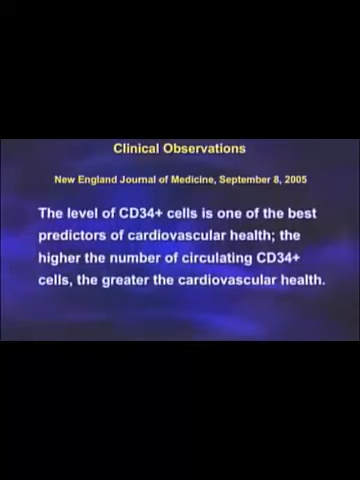 Clinical Observations
New England Journal of Medicine, September 8, 2005
The level of CD34+ cells is one of the best
predictors of cardiovascular health; the
higher the number of circulating CD34+
cells, the greater the cardiovascular health.